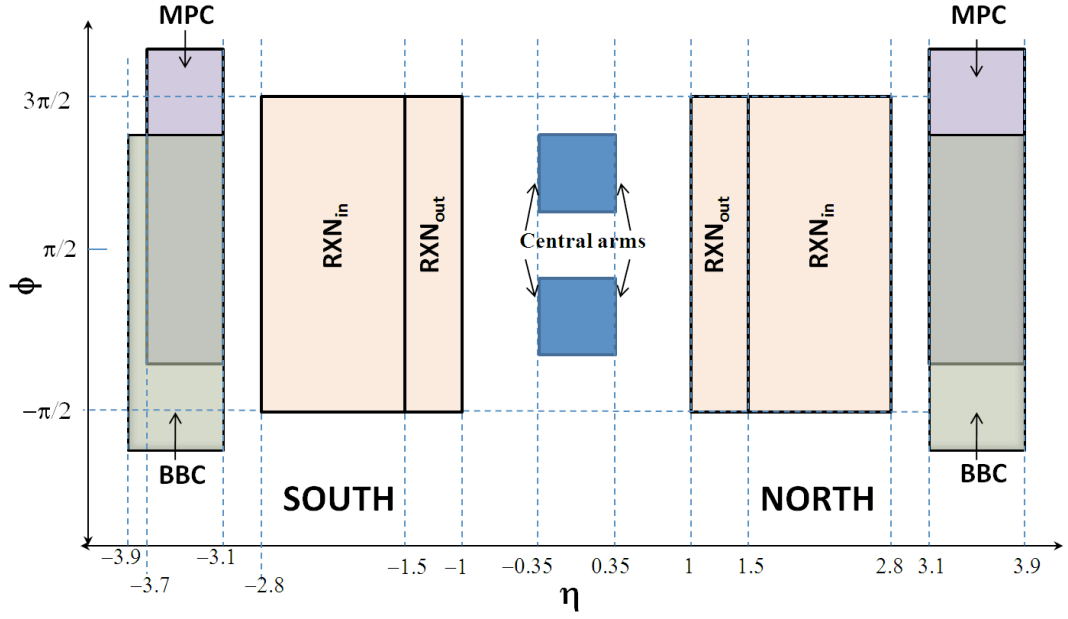 MPC
MPC
3π/2
RXNin
RXNout
RXNout
RXNin
π/2
Central arms
ϕ
−π/2
BBC
BBC
SOUTH
NORTH
−3.9
−3.1
−1.5
−1
−0.35
0.35
1
1.5
2.8
3.1
3.9
−3.7
−2.8
η